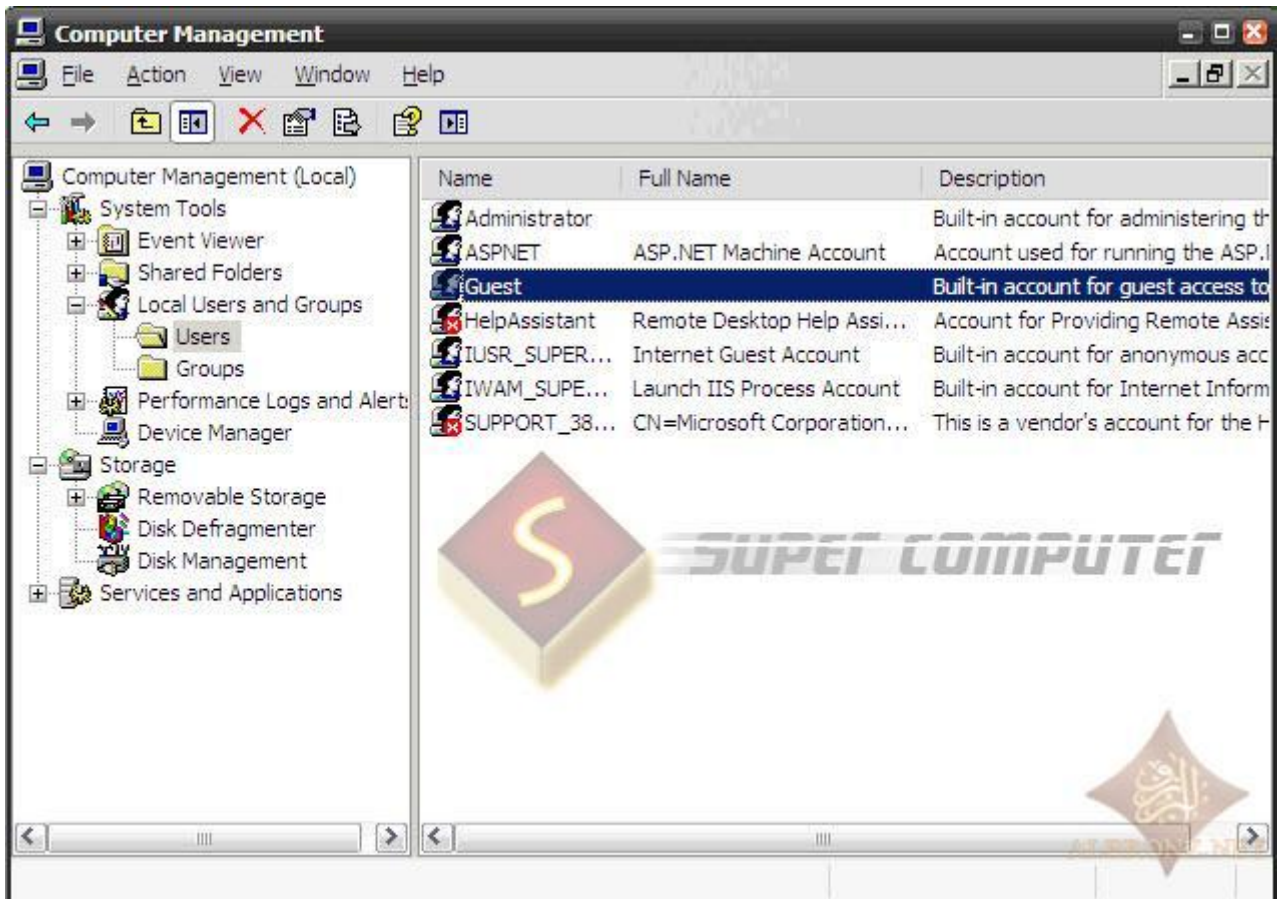 Computer Management
File Action View Window Help
Computer Management (Local)
System Tools
Event Viewer
Shared Folders
Local Users and Groups
Users
Groups
Performance Logs and Alert
Device Manager
Storage
Removable Storage
Disk Defragmenter
Disk Management
Services and Applications
Name Full Name Description
Administrator Built-in account for administering th
ASPNET ASP.NET Machine Account Account used for running the ASP.
Guest Built-in account for guest access to
HelpAssistant Remote Desktop Help Assi... Account for Providing Remote Assis
IUSR_SUPER... Internet Guest Account Built-in account for anonymous acc
IWAM_SUPE... Launch IIS Process Account Built-in account for Internet Inform
SUPPORT_38... CN=Microsoft Corporation... This is a vendor's account for the H
S
SUPER COMPUTER